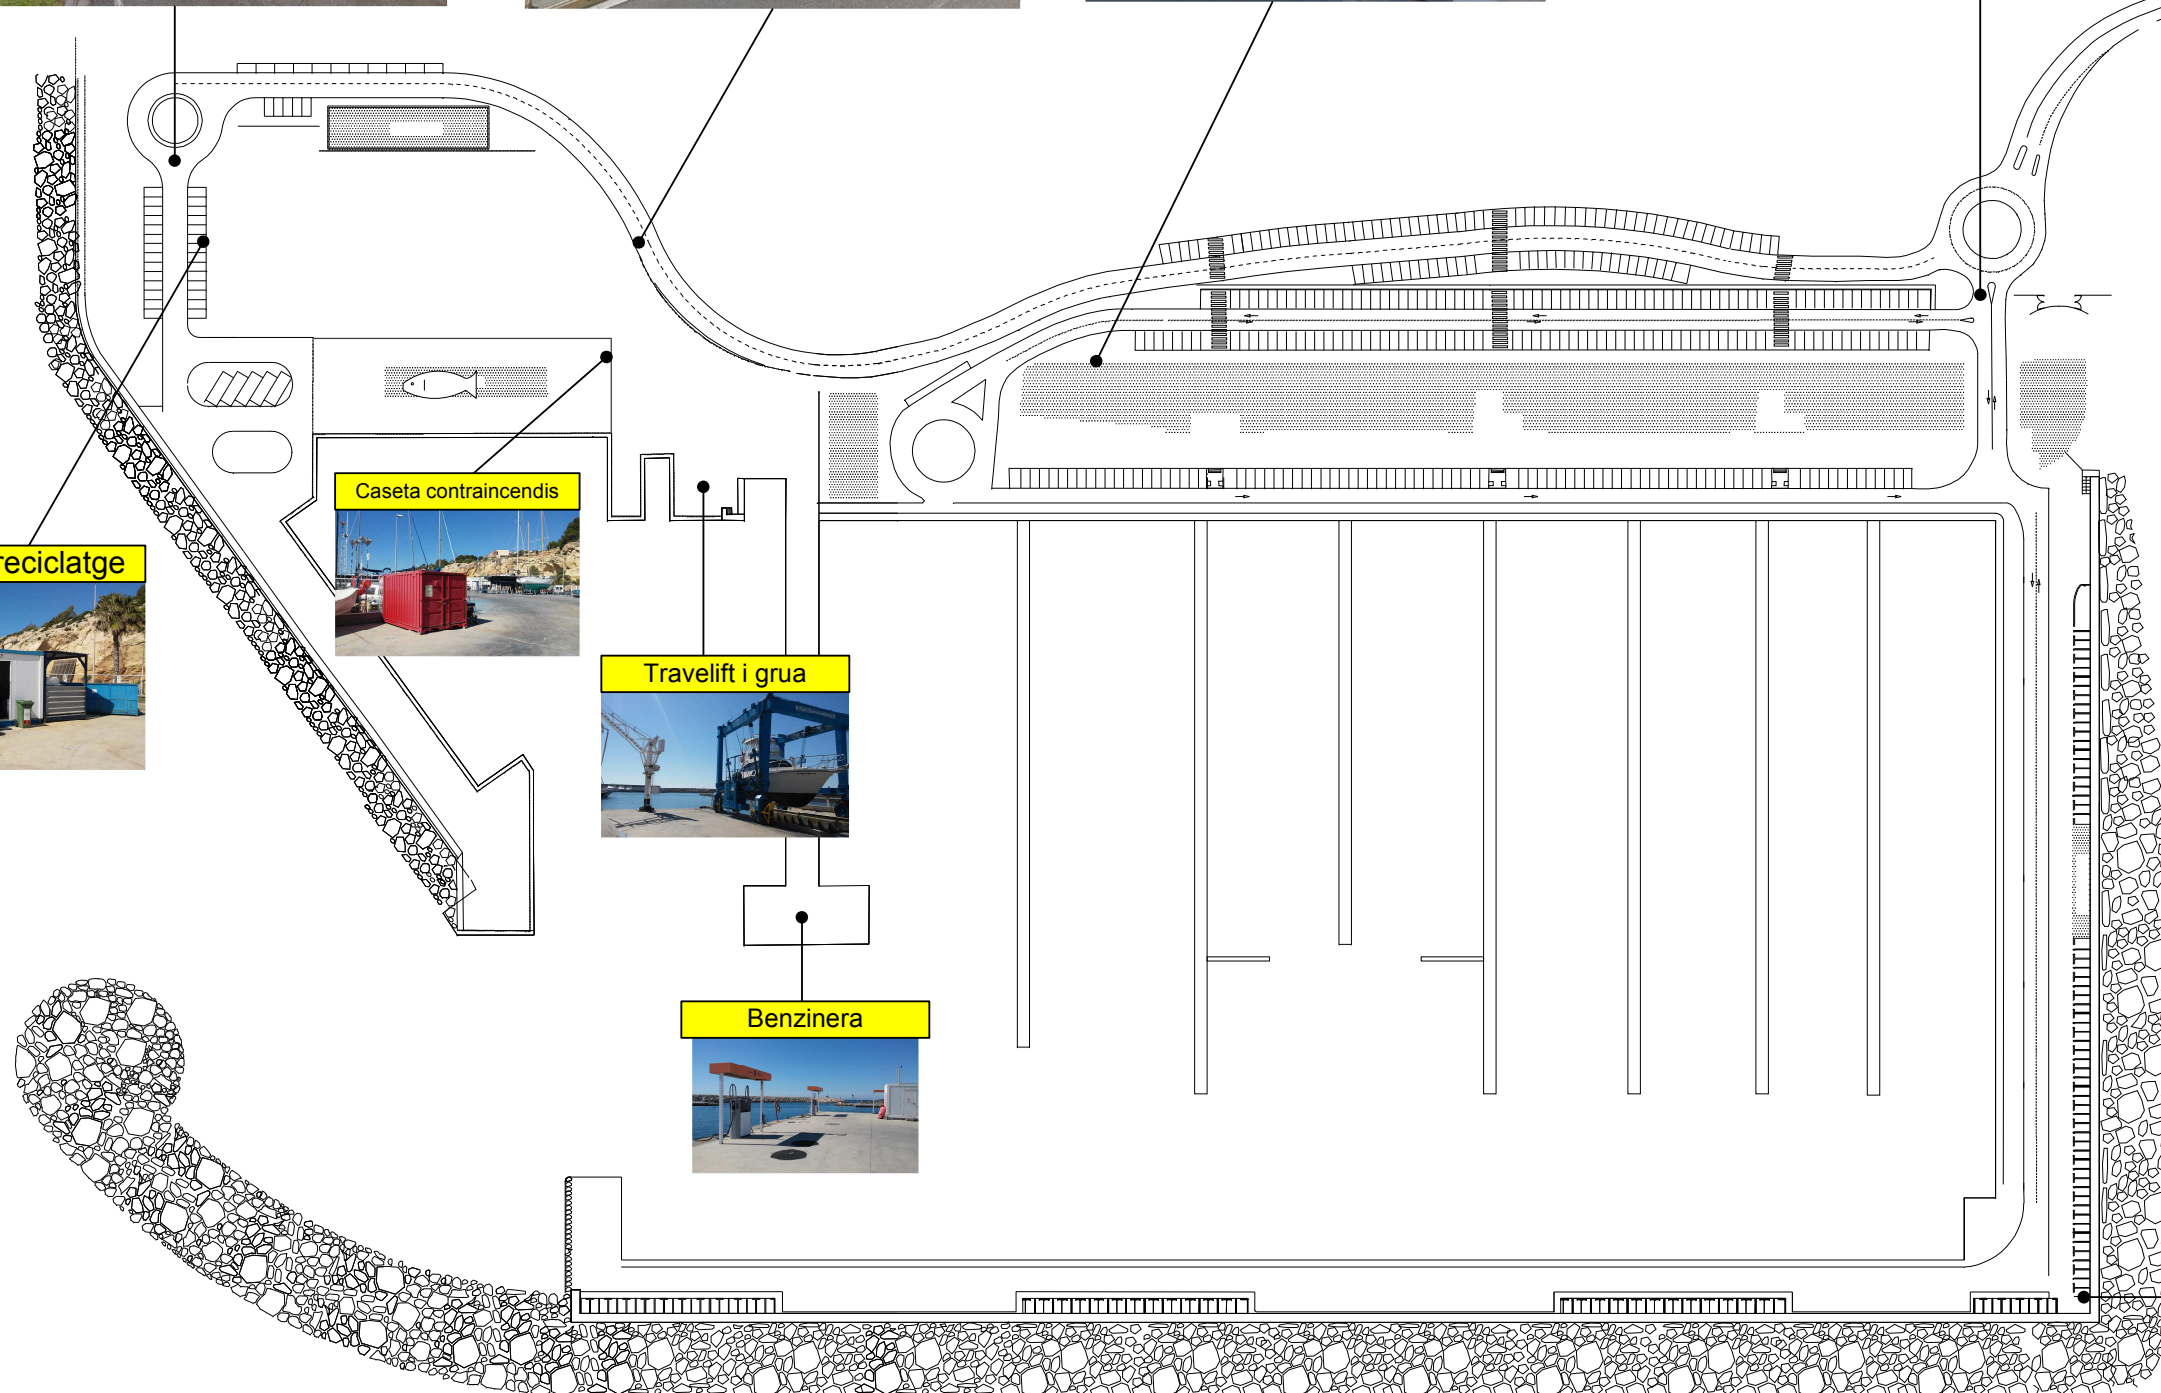 Caseta contraincendis
reciclatge
Travelift i grua
Benzinera